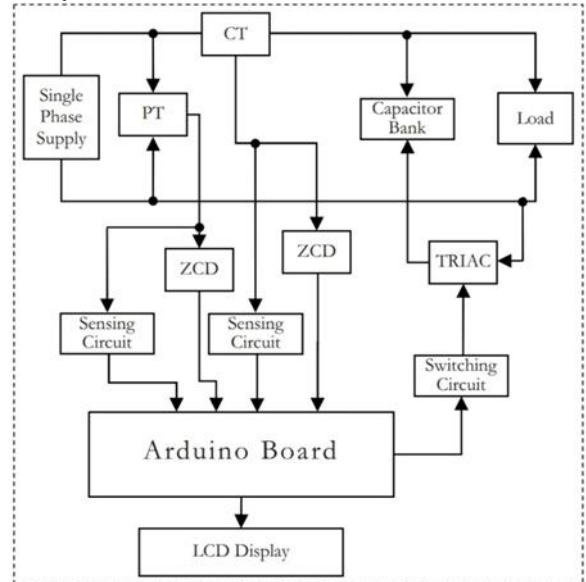 CT
Single
Phase
Supply
PT
Capacitor
Bank
Load
ZCD
ZCD
TRIAC
Sensing
Circuit
Sensing
Circuit
Switching
Circuit
Arduino Board
LCD Display